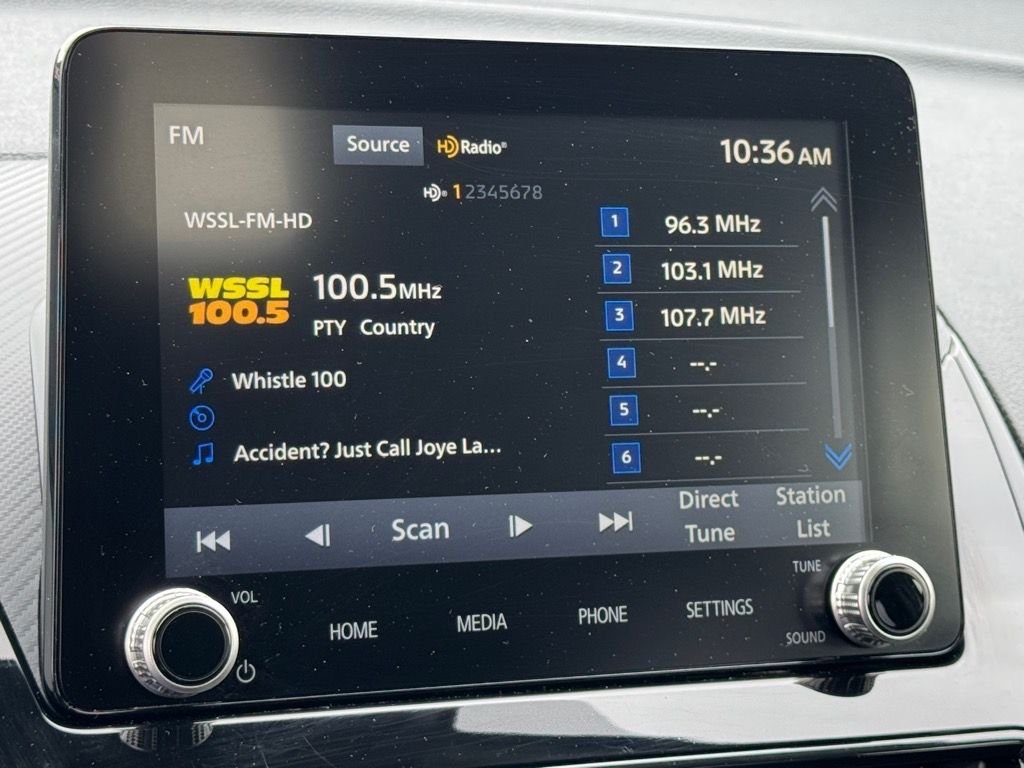 FM
Source
HD Radio®
10:36 AM
HD® 12345678
WSSL-FM-HD
WSSL
100.5
100.5MHz
PTY Country
Whistle 100
Accident? Just Call Joye La...
1 96.3 MHz
2 103.1 MHz
3 107.7 MHz
4 --.-
5 --.-
6 --.-
Scan
Direct
Tune
Station
List
VOL
HOME
MEDIA
PHONE
SETTINGS
TUNE
SOUND